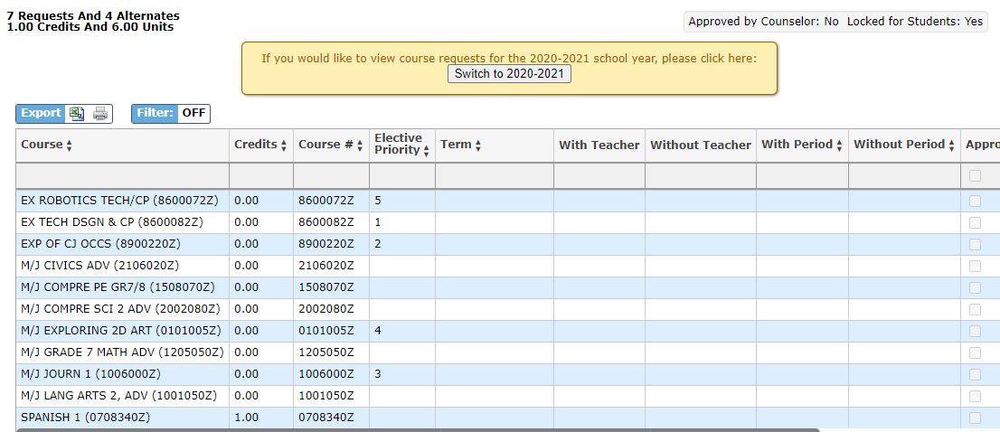 7 Requests And 4 Alternates
1.00 Credits And 6.00 Units
Approved by Counselor: No Locked for Students: Yes
If you would like to view course requests for the 2020-2021 school year, please click here:
Switch to 2020-2021
Export Filter: OFF
Course Credits Course # Elective Priority Term With Teacher Without Teacher With Period Without Period Appro
EX ROBOTICS TECH/CP (8600072Z) 0.00 8600072Z 5
EX TECH DSGN & CP (8600082Z) 0.00 8600082Z 1
EXP OF CJ OCCS (8900220Z) 0.00 8900220Z 2
M/J CIVICS ADV (2106020Z) 0.00 2106020Z
M/J COMPRE PE GR7/8 (1508070Z) 0.00 1508070Z
M/J COMPRE SCI 2 ADV (2002080Z) 0.00 2002080Z
M/J EXPLORING 2D ART (0101005Z) 0.00 0101005Z 4
M/J GRADE 7 MATH ADV (1205050Z) 0.00 1205050Z
M/J JOURN 1 (1006000Z) 0.00 1006000Z 3
M/J LANG ARTS 2, ADV (1001050Z) 0.00 1001050Z
SPANISH 1 (0708340Z) 1.00 0708340Z